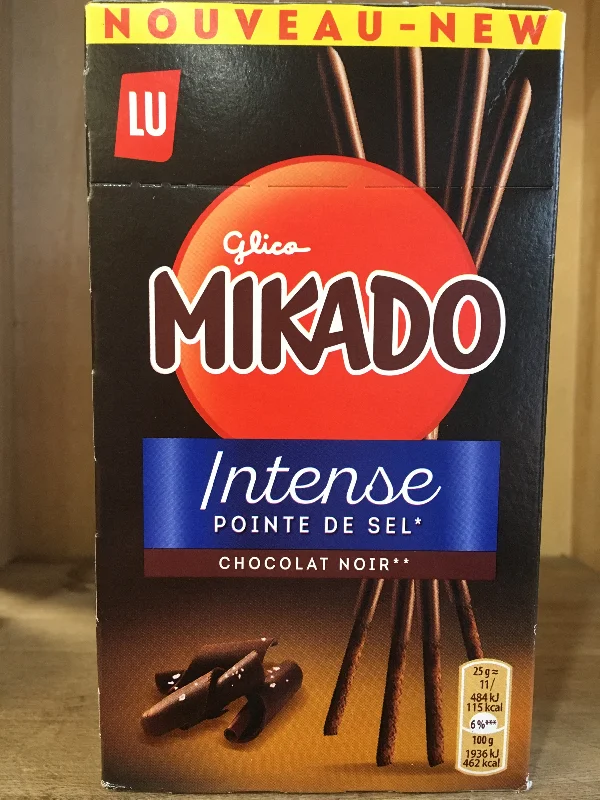 NOUVEAU-NEW
LU
Glico
MIKADO
Intense
POINTE DE SEL*
CHOCOLAT NOIR**
25 g ≈
11/
484 kJ
115 kcal
6%***
100 g
1936 kJ
462 kcal